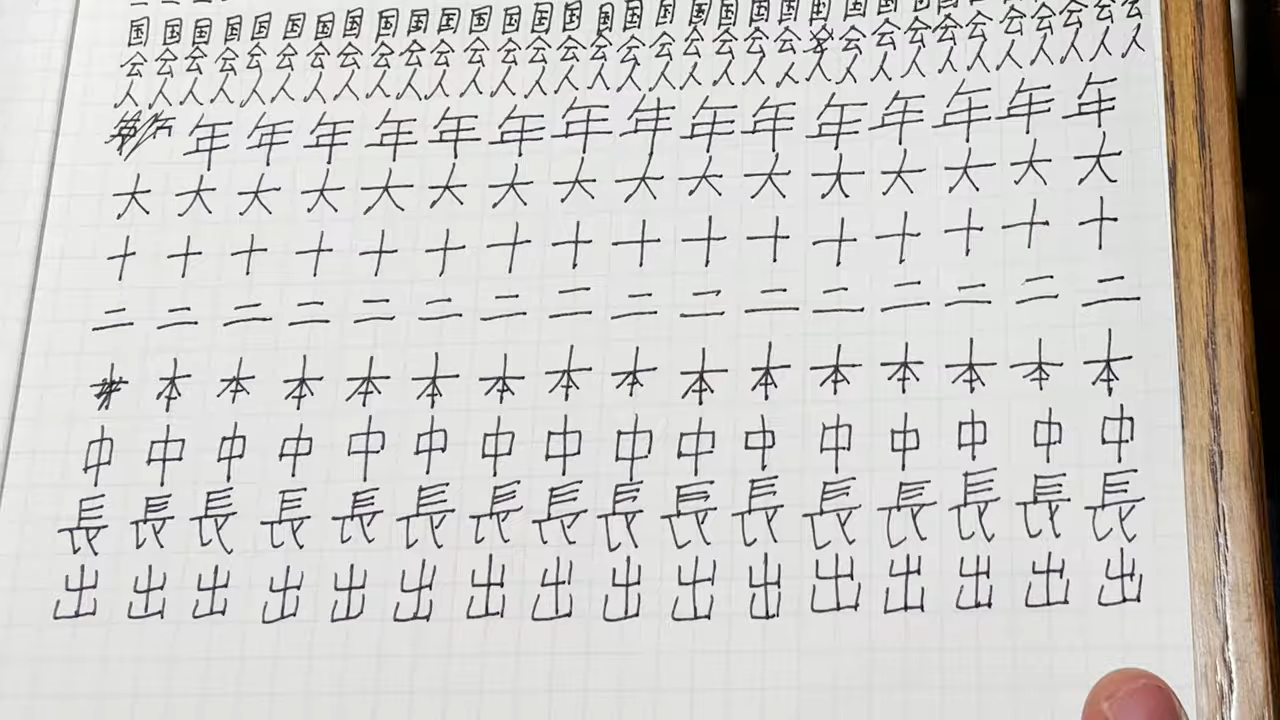 国国国国国国国国国国国国国国国国国国国国国国国国国国国
会会会会会会会会会会会会会会会会会会会会会会会会会会会会会会会会
人人人人人人人人人人人人人人人人人人人人人人人人人人人人人人人人人
年年年年年年年年年年年年年年年
大大大大大大大大大大大大大大大大
十十十十十十十十十十十十十十十十
二二二二二二二二二二二二二二二二
本本本本本本本本本本本本本本本
中中中中中中中中中中中中中中中中
長長長長長長長長長長長長長長長長
出出出出出出出出出出出出出出出出